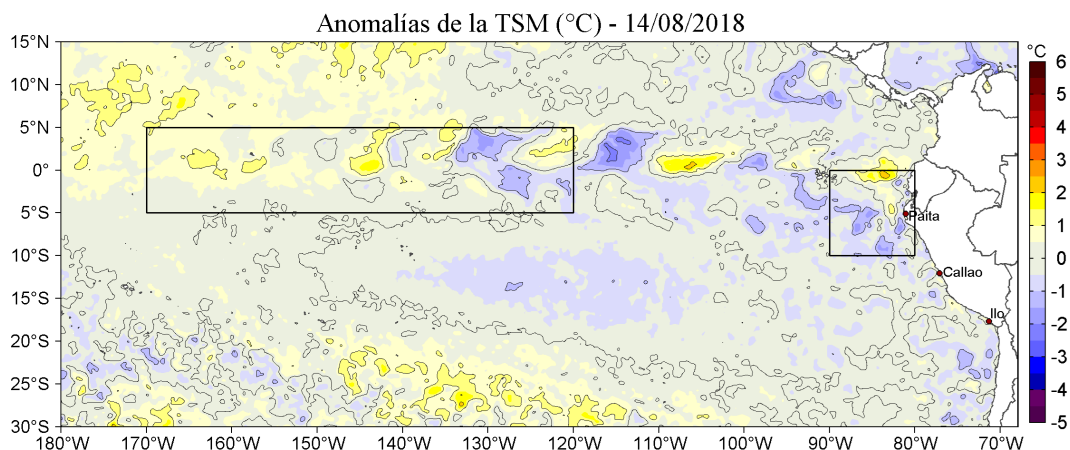 Anomalías de la TSM (°C) - 14/08/2018
15°N
10°N
5°N
0°
5°S
10°S
15°S
20°S
25°S
30°S
180°W
170°W
160°W
150°W
140°W
130°W
120°W
110°W
100°W
90°W
80°W
70°W
Paita
Callao
Ilo
°C
6
5
4
3
2
1
0
-1
-2
-3
-4
-5